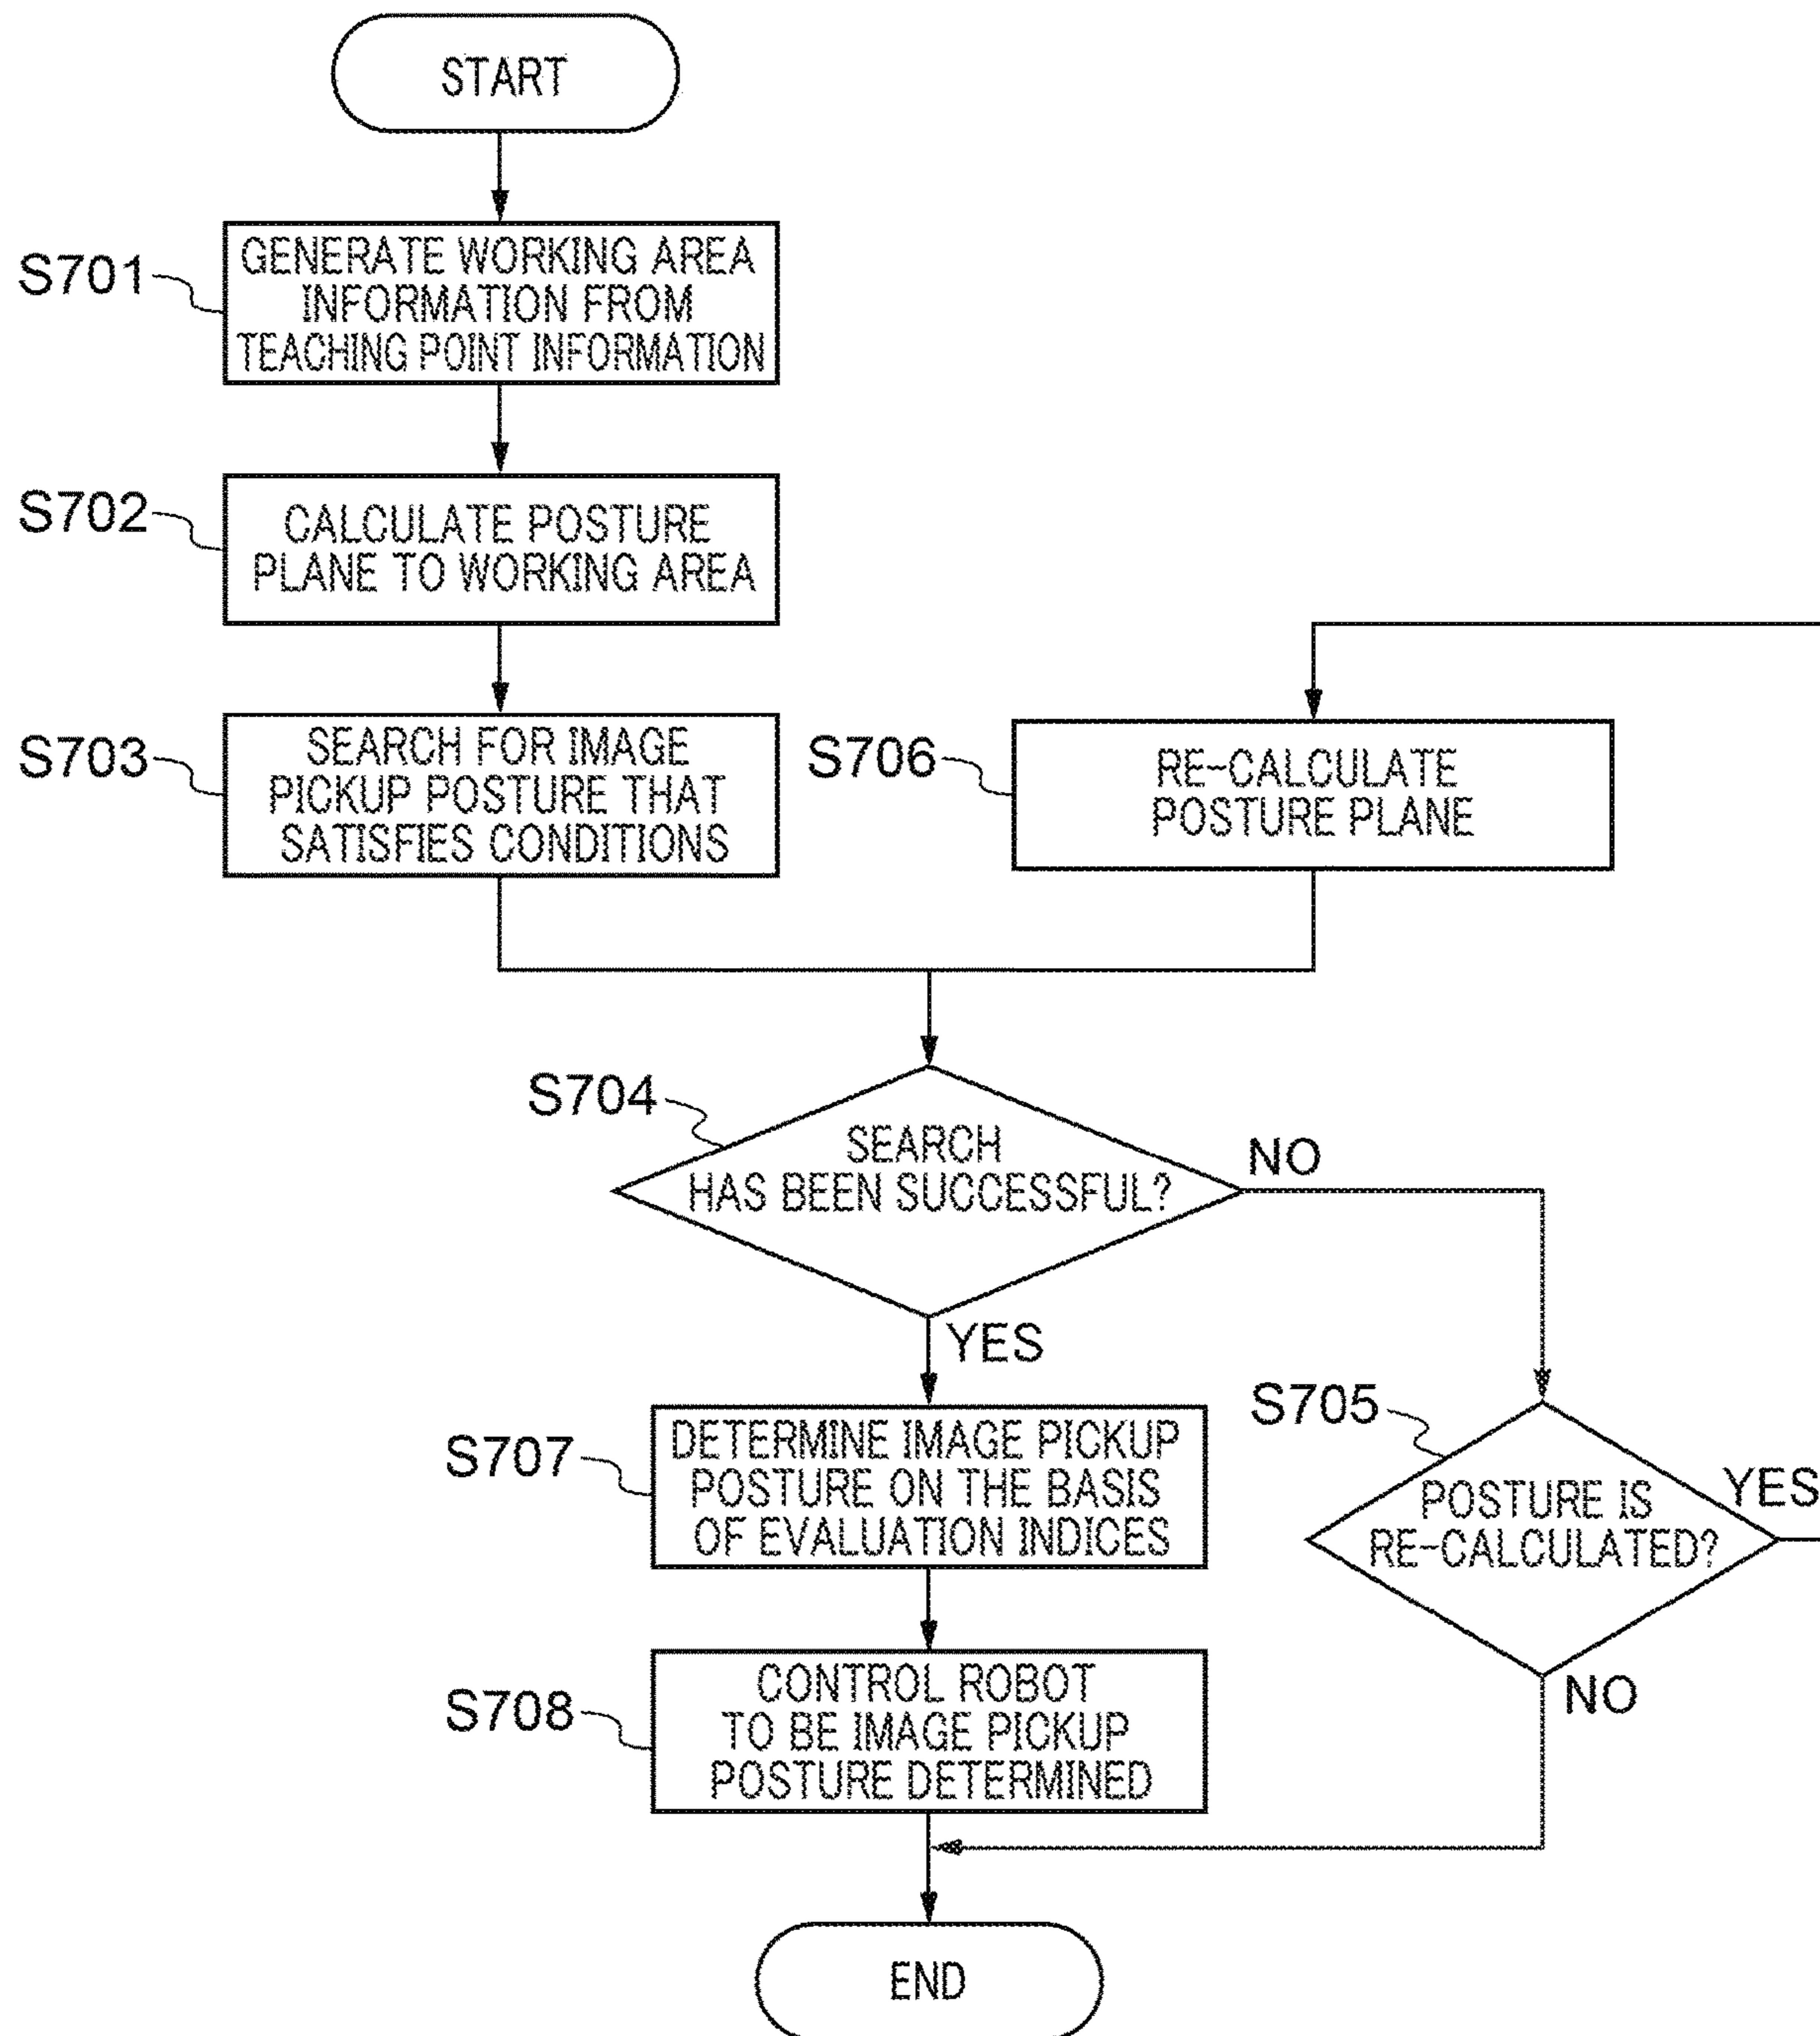 START
S701
GENERATE WORKING AREA
INFORMATION FROM
TEACHING POINT INFORMATION
S702
CALCULATE POSTURE
PLANE TO WORKING AREA
S703
SEARCH FOR IMAGE
PICKUP POSTURE THAT
SATISFIES CONDITIONS
S706
RE-CALCULATE
POSTURE PLANE
S704
SEARCH
HAS BEEN SUCCESSFUL?
NO
YES
S705
POSTURE IS
RE-CALCULATED?
YES
NO
S707
DETERMINE IMAGE PICKUP
POSTURE ON THE BASIS
OF EVALUATION INDICES
S708
CONTROL ROBOT
TO BE IMAGE PICKUP
POSTURE DETERMINED
END